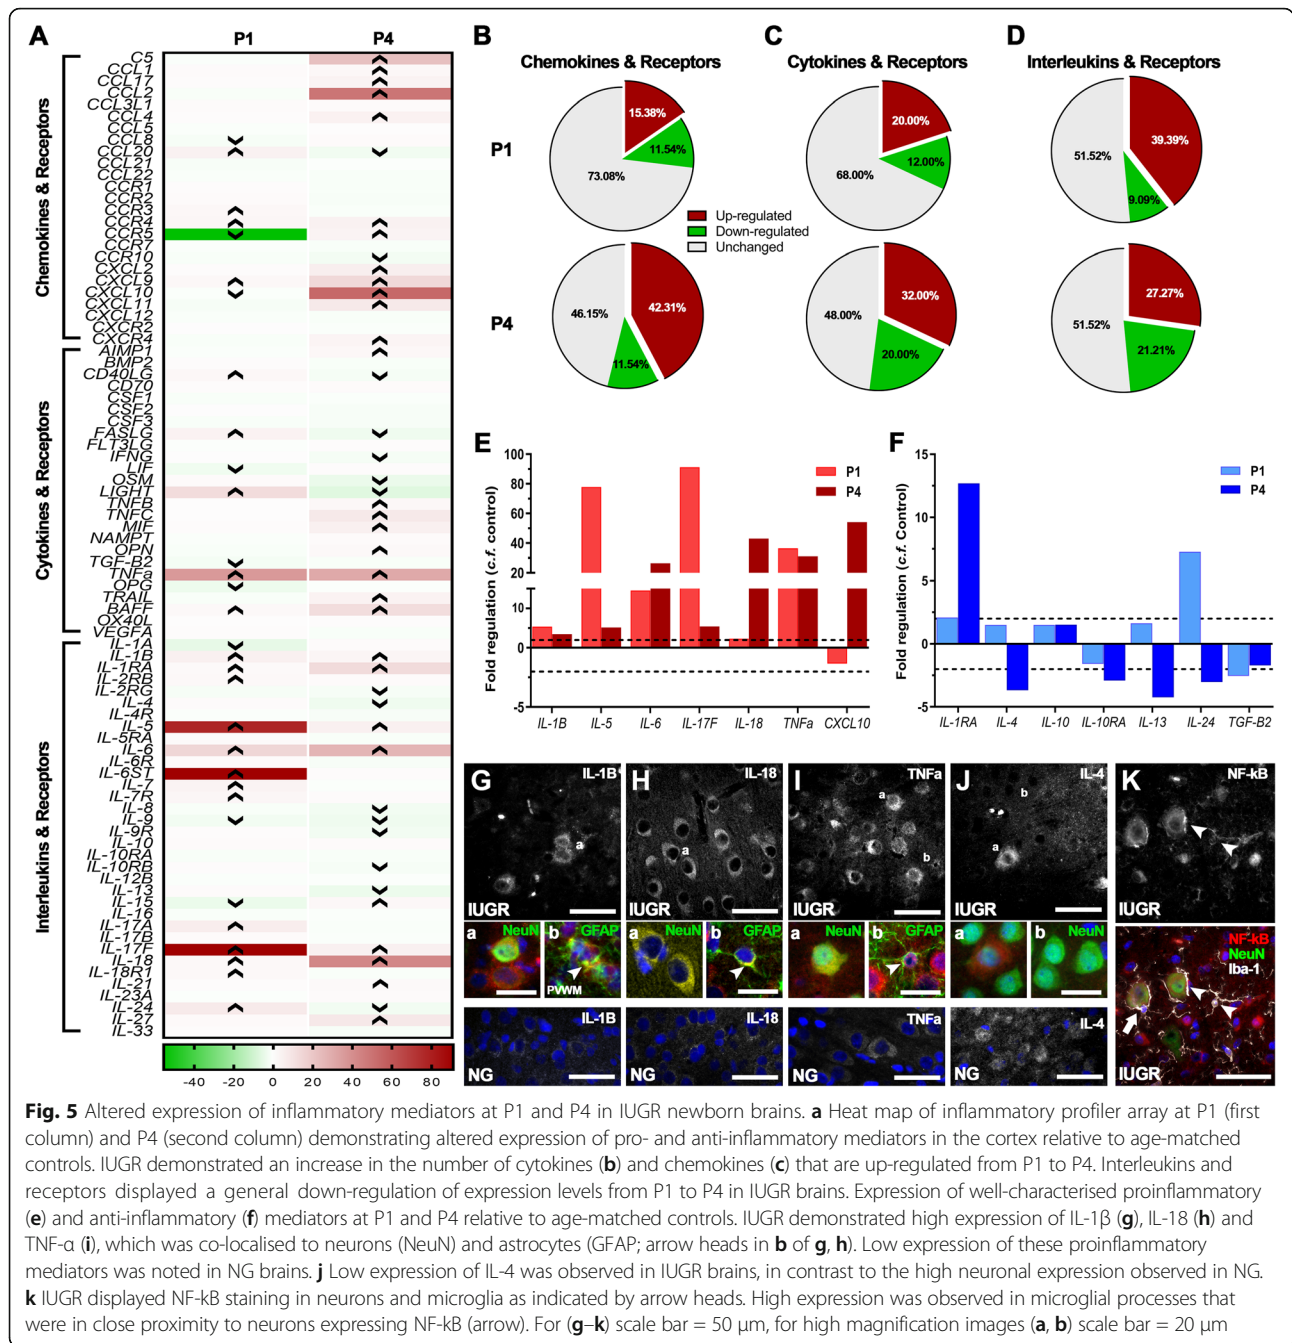 A
P1 P4
Chemokines & Receptors
C5
CCL1
CCL17
CCL2
CCL3L1
CCL4
CCL5
CCL8
CCL20
CCL21
CCL22
CCR1
CCR2
CCR3
CCR4
CCR5
CCR7
CCR10
CXCL2
CXCL9
CXCL10
CXCL11
CXCL12
CXCR2
CXCR4
Cytokines & Receptors
AIMP1
BMP2
CD40LG
CD70
CSF1
CSF2
CSF3
FASLG
FLT3LG
IFNG
LIF
OSM
LIGHT
TNFB
TNFC
MIF
NAMPT
OPN
TGF-B2
TNFa
OPG
TRAIL
BAFF
OX40L
VEGFA
Interleukins & Receptors
IL-1A
IL-1B
IL-1RA
IL-2RB
IL-2RG
IL-4
IL-4R
IL-5
IL-5RA
IL-6
IL-6R
IL-6ST
IL-7
IL-7R
IL-8
IL-9
IL-9R
IL-10
IL-10RA
IL-10RB
IL-12B
IL-13
IL-15
IL-16
IL-17A
IL-17B
IL-17F
IL-18
IL-18R1
IL-21
IL-23A
IL-24
IL-27
IL-33
-40 -20 0 20 40 60 80
B
Chemokines & Receptors
C
Cytokines & Receptors
D
Interleukins & Receptors
P1
15.38%
11.54%
73.08%
20.00%
12.00%
68.00%
39.39%
9.09%
51.52%
Up-regulated
Down-regulated
Unchanged
P4
42.31%
11.54%
46.15%
32.00%
20.00%
48.00%
27.27%
21.21%
51.52%
E
Fold regulation (c.f. control)
100
80
60
40
20
10
0
-5
P1
P4
IL-1B IL-5 IL-6 IL-17F IL-18 TNFa CXCL10
F
Fold regulation (c.f. Control)
15
10
5
0
-5
P1
P4
IL-1RA IL-4 IL-10 IL-10RA IL-13 IL-24 TGF-B2
G IL-1B
a
IUGR
a NeuN
b GFAP
PVWM
IL-1B
NG
H IL-18
a
IUGR
a NeuN
b GFAP
IL-18
NG
I TNFa
a
b
IUGR
a NeuN
b GFAP
TNFa
NG
J IL-4
b
a
IUGR
a NeuN
b NeuN
IL-4
NG
K NF-kB
IUGR
NF-kB
NeuN
Iba-1
IUGR
Fig. 5 Altered expression of inflammatory mediators at P1 and P4 in IUGR newborn brains. a Heat map of inflammatory profiler array at P1 (first
column) and P4 (second column) demonstrating altered expression of pro- and anti-inflammatory mediators in the cortex relative to age-matched
controls. IUGR demonstrated an increase in the number of cytokines (b) and chemokines (c) that are up-regulated from P1 to P4. Interleukins and
receptors displayed a general down-regulation of expression levels from P1 to P4 in IUGR brains. Expression of well-characterised proinflammatory
(e) and anti-inflammatory (f) mediators at P1 and P4 relative to age-matched controls. IUGR demonstrated high expression of IL-1β (g), IL-18 (h) and
TNF-α (i), which was co-localised to neurons (NeuN) and astrocytes (GFAP; arrow heads in b of g, h). Low expression of these proinflammatory
mediators was noted in NG brains. j Low expression of IL-4 was observed in IUGR brains, in contrast to the high neuronal expression observed in NG.
k IUGR displayed NF-kB staining in neurons and microglia as indicated by arrow heads. High expression was observed in microglial processes that
were in close proximity to neurons expressing NF-kB (arrow). For (g–k) scale bar = 50 μm, for high magnification images (a, b) scale bar = 20 μm